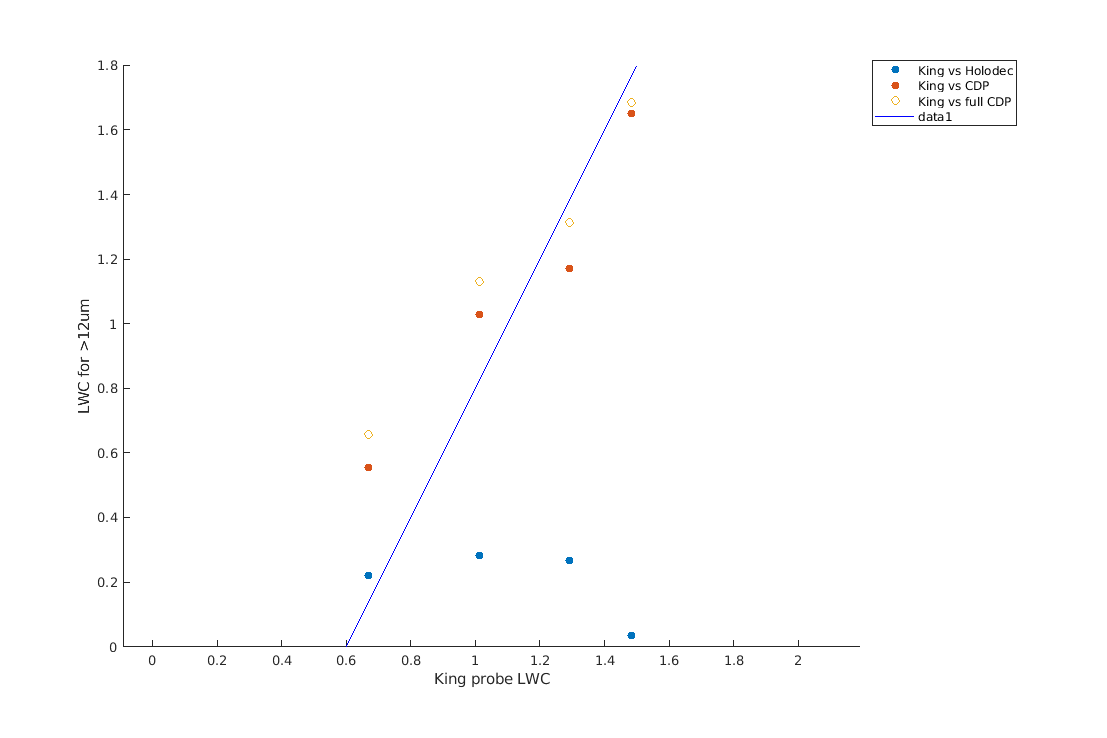 King vs Holodec
King vs CDP
King vs full CDP
data1
1.8
1.6
1.4
1.2
1
0.8
0.6
0.4
0.2
0
LWC for >12um
0 0.2 0.4 0.6 0.8 1 1.2 1.4 1.6 1.8 2
King probe LWC